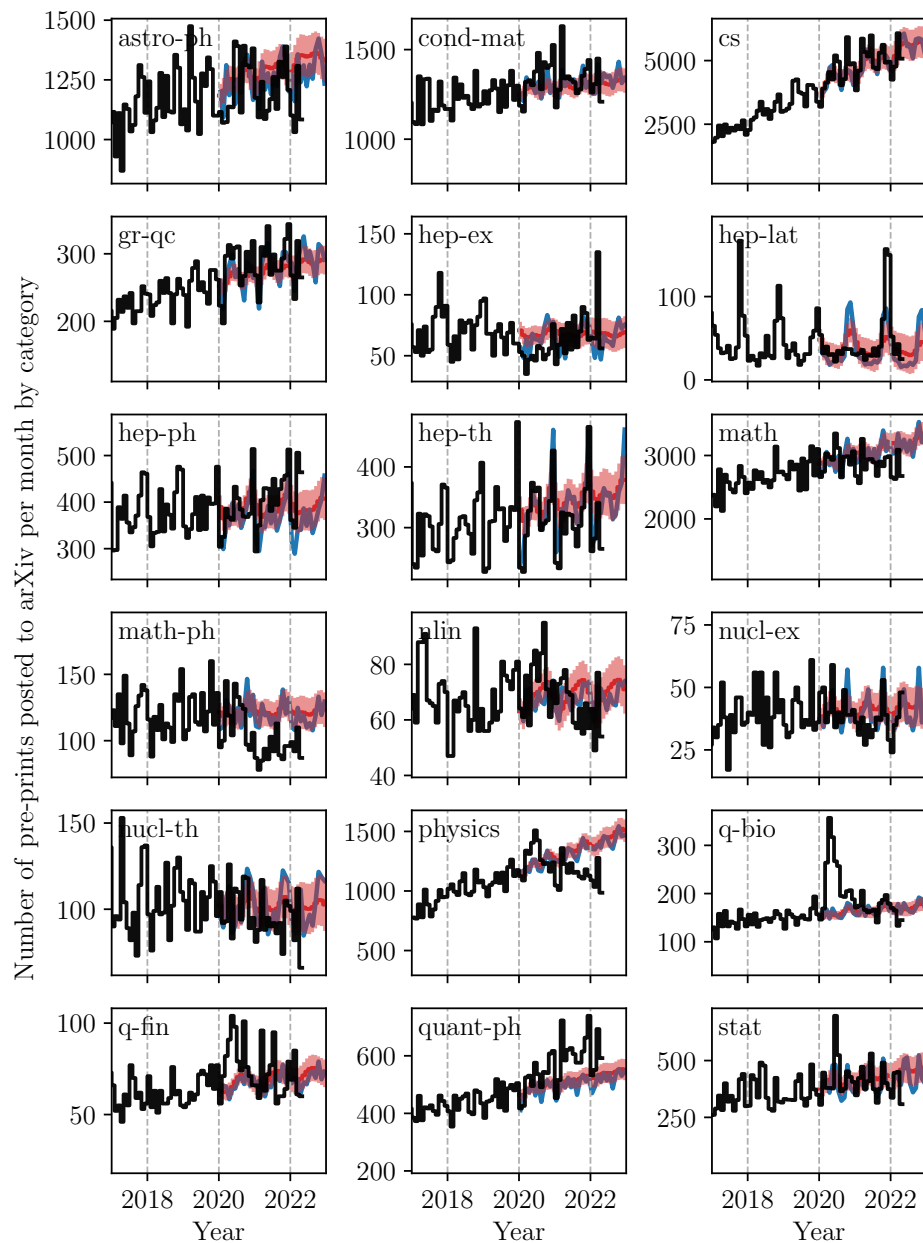 Number of pre-prints posted to arXiv per month by category
astro-ph
1500
1250
1000
cond-mat
1500
1000
cs
5000
2500
gr-qc
300
200
hep-ex
150
100
50
hep-lat
100
0
hep-ph
500
400
300
hep-th
400
300
math
3000
2000
math-ph
150
100
nlin
80
60
40
nucl-ex
75
50
25
nucl-th
150
100
physics
1500
1000
500
q-bio
300
200
100
q-fin
100
50
2018 2020 2022
Year
quant-ph
600
400
200
2018 2020 2022
Year
stat
500
250
2018 2020 2022
Year